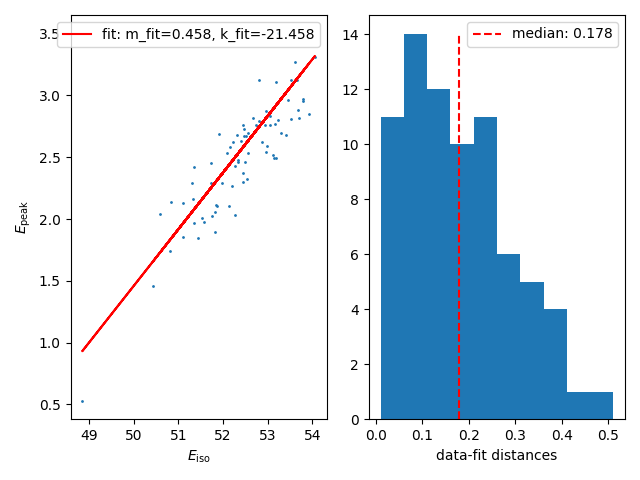 fit: m_fit=0.458, k_fit=-21.458
3.5
3.0
2.5
2.0
1.5
1.0
0.5
E_peak
49 50 51 52 53 54
E_iso
median: 0.178
14
12
10
8
6
4
2
0
0.0 0.1 0.2 0.3 0.4 0.5
data-fit distances